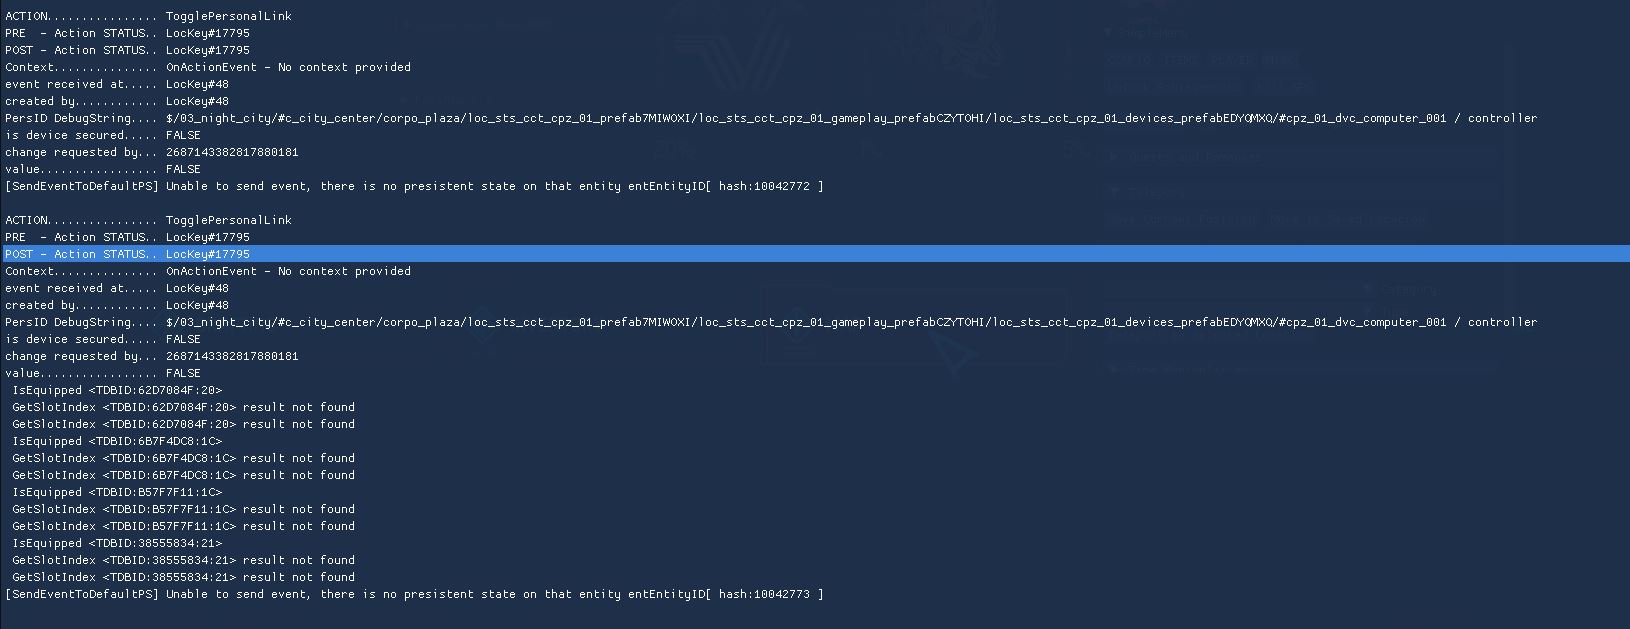 ACTION................ TogglePersonalLink
PRE  - Action STATUS.. LocKey#17795
POST - Action STATUS.. LocKey#17795
Context............... OnActionEvent - No context provided
event received at..... LocKey#48
created by............ LocKey#48
PersID DebugString.... $/03_night_city/#c_city_center/corpo_plaza/loc_sts_cct_cpz_01_prefab7MIWOXI/loc_sts_cct_cpz_01_gameplay_prefabCZYTOHI/loc_sts_cct_cpz_01_devices_prefabEDYQMXQ/#cpz_01_dvc_computer_001 / controller
is device secured..... FALSE
change requested by... 2687143382817880181
value................. FALSE
[SendEventToDefaultPS] Unable to send event, there is no presistent state on that entity entEntityID[ hash:10042772 ]
ACTION................ TogglePersonalLink
PRE  - Action STATUS.. LocKey#17795
POST - Action STATUS.. LocKey#17795
Context............... OnActionEvent - No context provided
event received at..... LocKey#48
created by............ LocKey#48
PersID DebugString.... $/03_night_city/#c_city_center/corpo_plaza/loc_sts_cct_cpz_01_prefab7MIWOXI/loc_sts_cct_cpz_01_gameplay_prefabCZYTOHI/loc_sts_cct_cpz_01_devices_prefabEDYQMXQ/#cpz_01_dvc_computer_001 / controller
is device secured..... FALSE
change requested by... 2687143382817880181
value................. FALSE
IsEquipped <TDBID:62D7084F:20>
GetSlotIndex <TDBID:62D7084F:20> result not found
GetSlotIndex <TDBID:62D7084F:20> result not found
IsEquipped <TDBID:6B7F4DC8:1C>
GetSlotIndex <TDBID:6B7F4DC8:1C> result not found
GetSlotIndex <TDBID:6B7F4DC8:1C> result not found
IsEquipped <TDBID:B57F7F11:1C>
GetSlotIndex <TDBID:B57F7F11:1C> result not found
GetSlotIndex <TDBID:B57F7F11:1C> result not found
IsEquipped <TDBID:38555834:21>
GetSlotIndex <TDBID:38555834:21> result not found
GetSlotIndex <TDBID:38555834:21> result not found
[SendEventToDefaultPS] Unable to send event, there is no presistent state on that entity entEntityID[ hash:10042773 ]